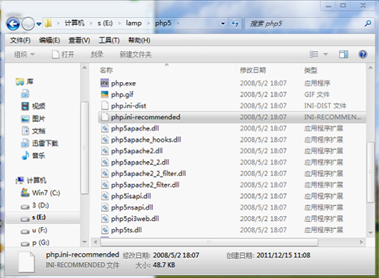 计算机 ▸ s (E:) ▸ lamp ▸ php5
搜索 php5
文件(F) 编辑(E) 查看(V) 工具(T) 帮助(H)
组织 打开 刻录 新建文件夹
名称 修改日期 类型
php.exe 2008/5/2 18:07 应用程序
php.gif 2008/5/2 18:07 GIF 文件
php.ini-dist 2008/5/2 18:07 INI-DIST 文件
php.ini-recommended 2008/5/2 18:07 INI-RECOMMEN...
php5apache.dll 2008/5/2 18:07 应用程序扩展
php5apache_hooks.dll 2008/5/2 18:07 应用程序扩展
php5apache2.dll 2008/5/2 18:07 应用程序扩展
php5apache2_2.dll 2008/5/2 18:07 应用程序扩展
php5apache2_2_filter.dll 2008/5/2 18:07 应用程序扩展
php5apache2_filter.dll 2008/5/2 18:07 应用程序扩展
php5isapi.dll 2008/5/2 18:07 应用程序扩展
php5nsapi.dll 2008/5/2 18:07 应用程序扩展
php5pi3web.dll 2008/5/2 18:07 应用程序扩展
php5ts.dll 2008/5/2 18:07 应用程序扩展
库
视频
图片
文档
迅雷下载
音乐
计算机
Win7 (C:)
3 (D:)
s (E:)
u (F:)
p (G:)
php.ini-recommended 修改日期: 2008/5/2 18:07 创建日期: 2011/12/15 11:08
INI-RECOMMENDED 文件 大小: 48.7 KB